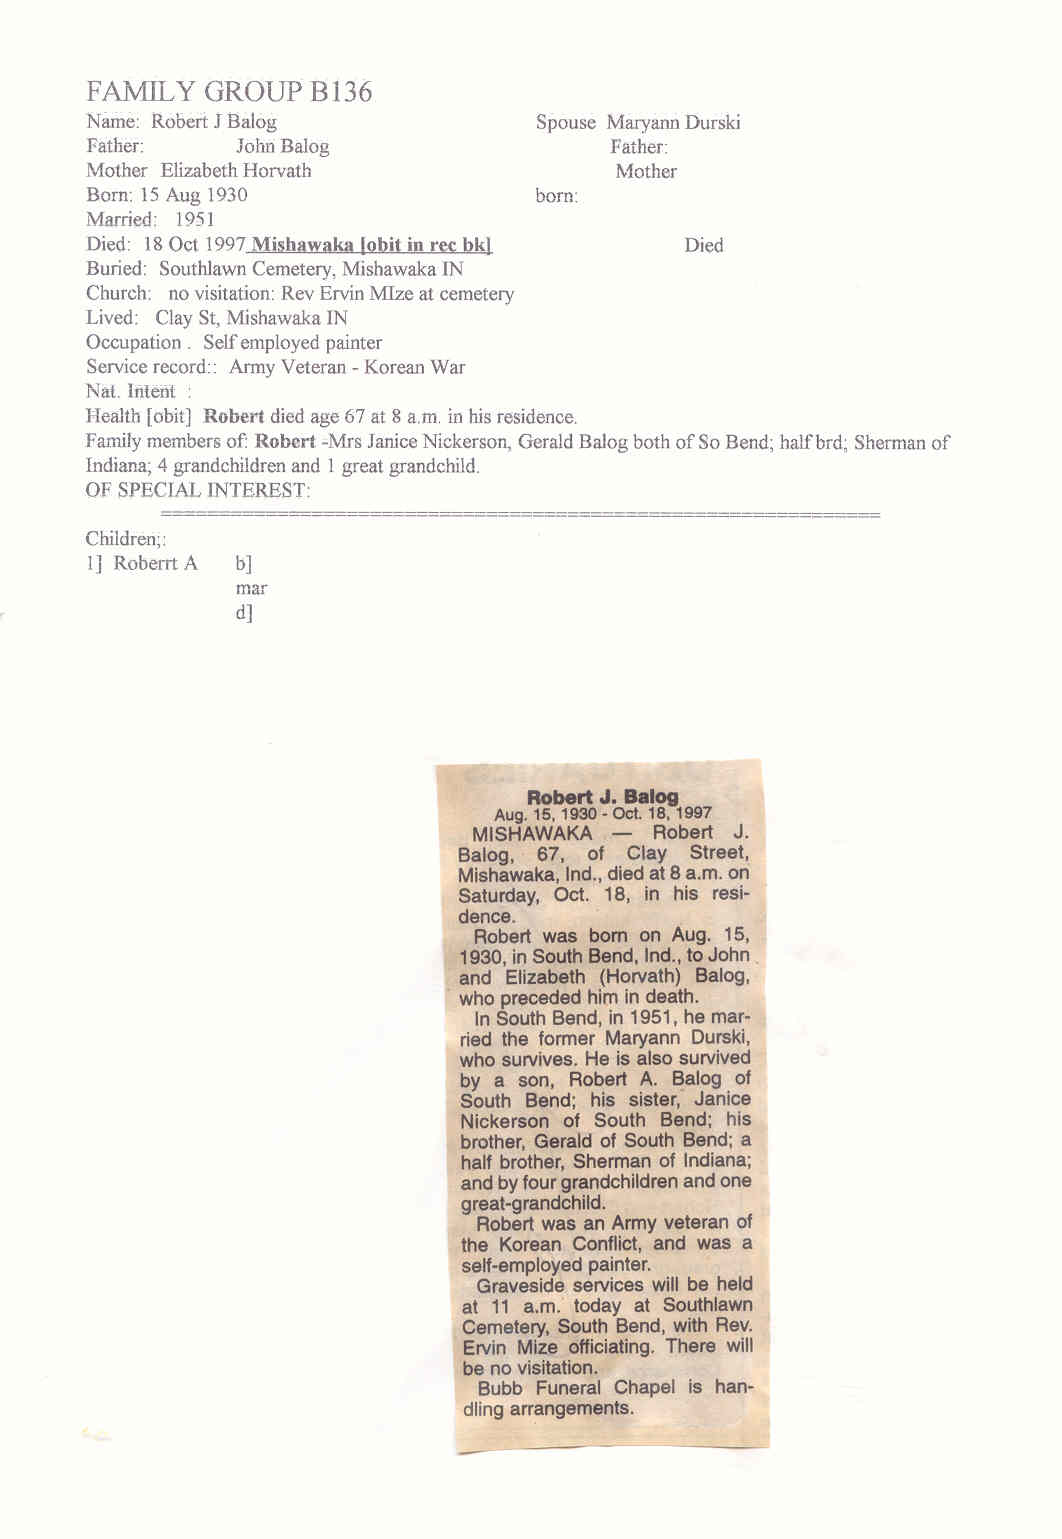 FAMILY GROUP B136
Name: Robert J Balog Spouse Maryann Durski
Father: John Balog Father:
Mother Elizabeth Horvath Mother
Born: 15 Aug 1930 born:
Married: 1951
Died: 18 Oct 1997 Mishawaka [obit in rec bk] Died
Buried: Southlawn Cemetery, Mishawaka IN
Church: no visitation: Rev Ervin MIze at cemetery
Lived: Clay St, Mishawaka IN
Occupation . Self employed painter
Service record:: Army Veteran - Korean War
Nat. Intent :
Health [obit] Robert died age 67 at 8 a.m. in his residence.
Family members of: Robert -Mrs Janice Nickerson, Gerald Balog both of So Bend; half brd; Sherman of
Indiana; 4 grandchildren and 1 great grandchild.
OF SPECIAL INTEREST:
Children;:
1] Roberrt A b]
mar
d]
Robert J. Balog
Aug. 15, 1930 - Oct. 18, 1997
MISHAWAKA — Robert J.
Balog, 67, of Clay Street,
Mishawaka, Ind., died at 8 a.m. on
Saturday, Oct. 18, in his resi-
dence.
Robert was born on Aug. 15,
1930, in South Bend, Ind., to John
and Elizabeth (Horvath) Balog,
who preceded him in death.
In South Bend, in 1951, he mar-
ried the former Maryann Durski,
who survives. He is also survived
by a son, Robert A. Balog of
South Bend; his sister, Janice
Nickerson of South Bend; his
brother, Gerald of South Bend; a
half brother, Sherman of Indiana;
and by four grandchildren and one
great-grandchild.
Robert was an Army veteran of
the Korean Conflict, and was a
self-employed painter.
Graveside services will be held
at 11 a.m. today at Southlawn
Cemetery, South Bend, with Rev.
Ervin Mize officiating. There will
be no visitation.
Bubb Funeral Chapel is han-
dling arrangements.